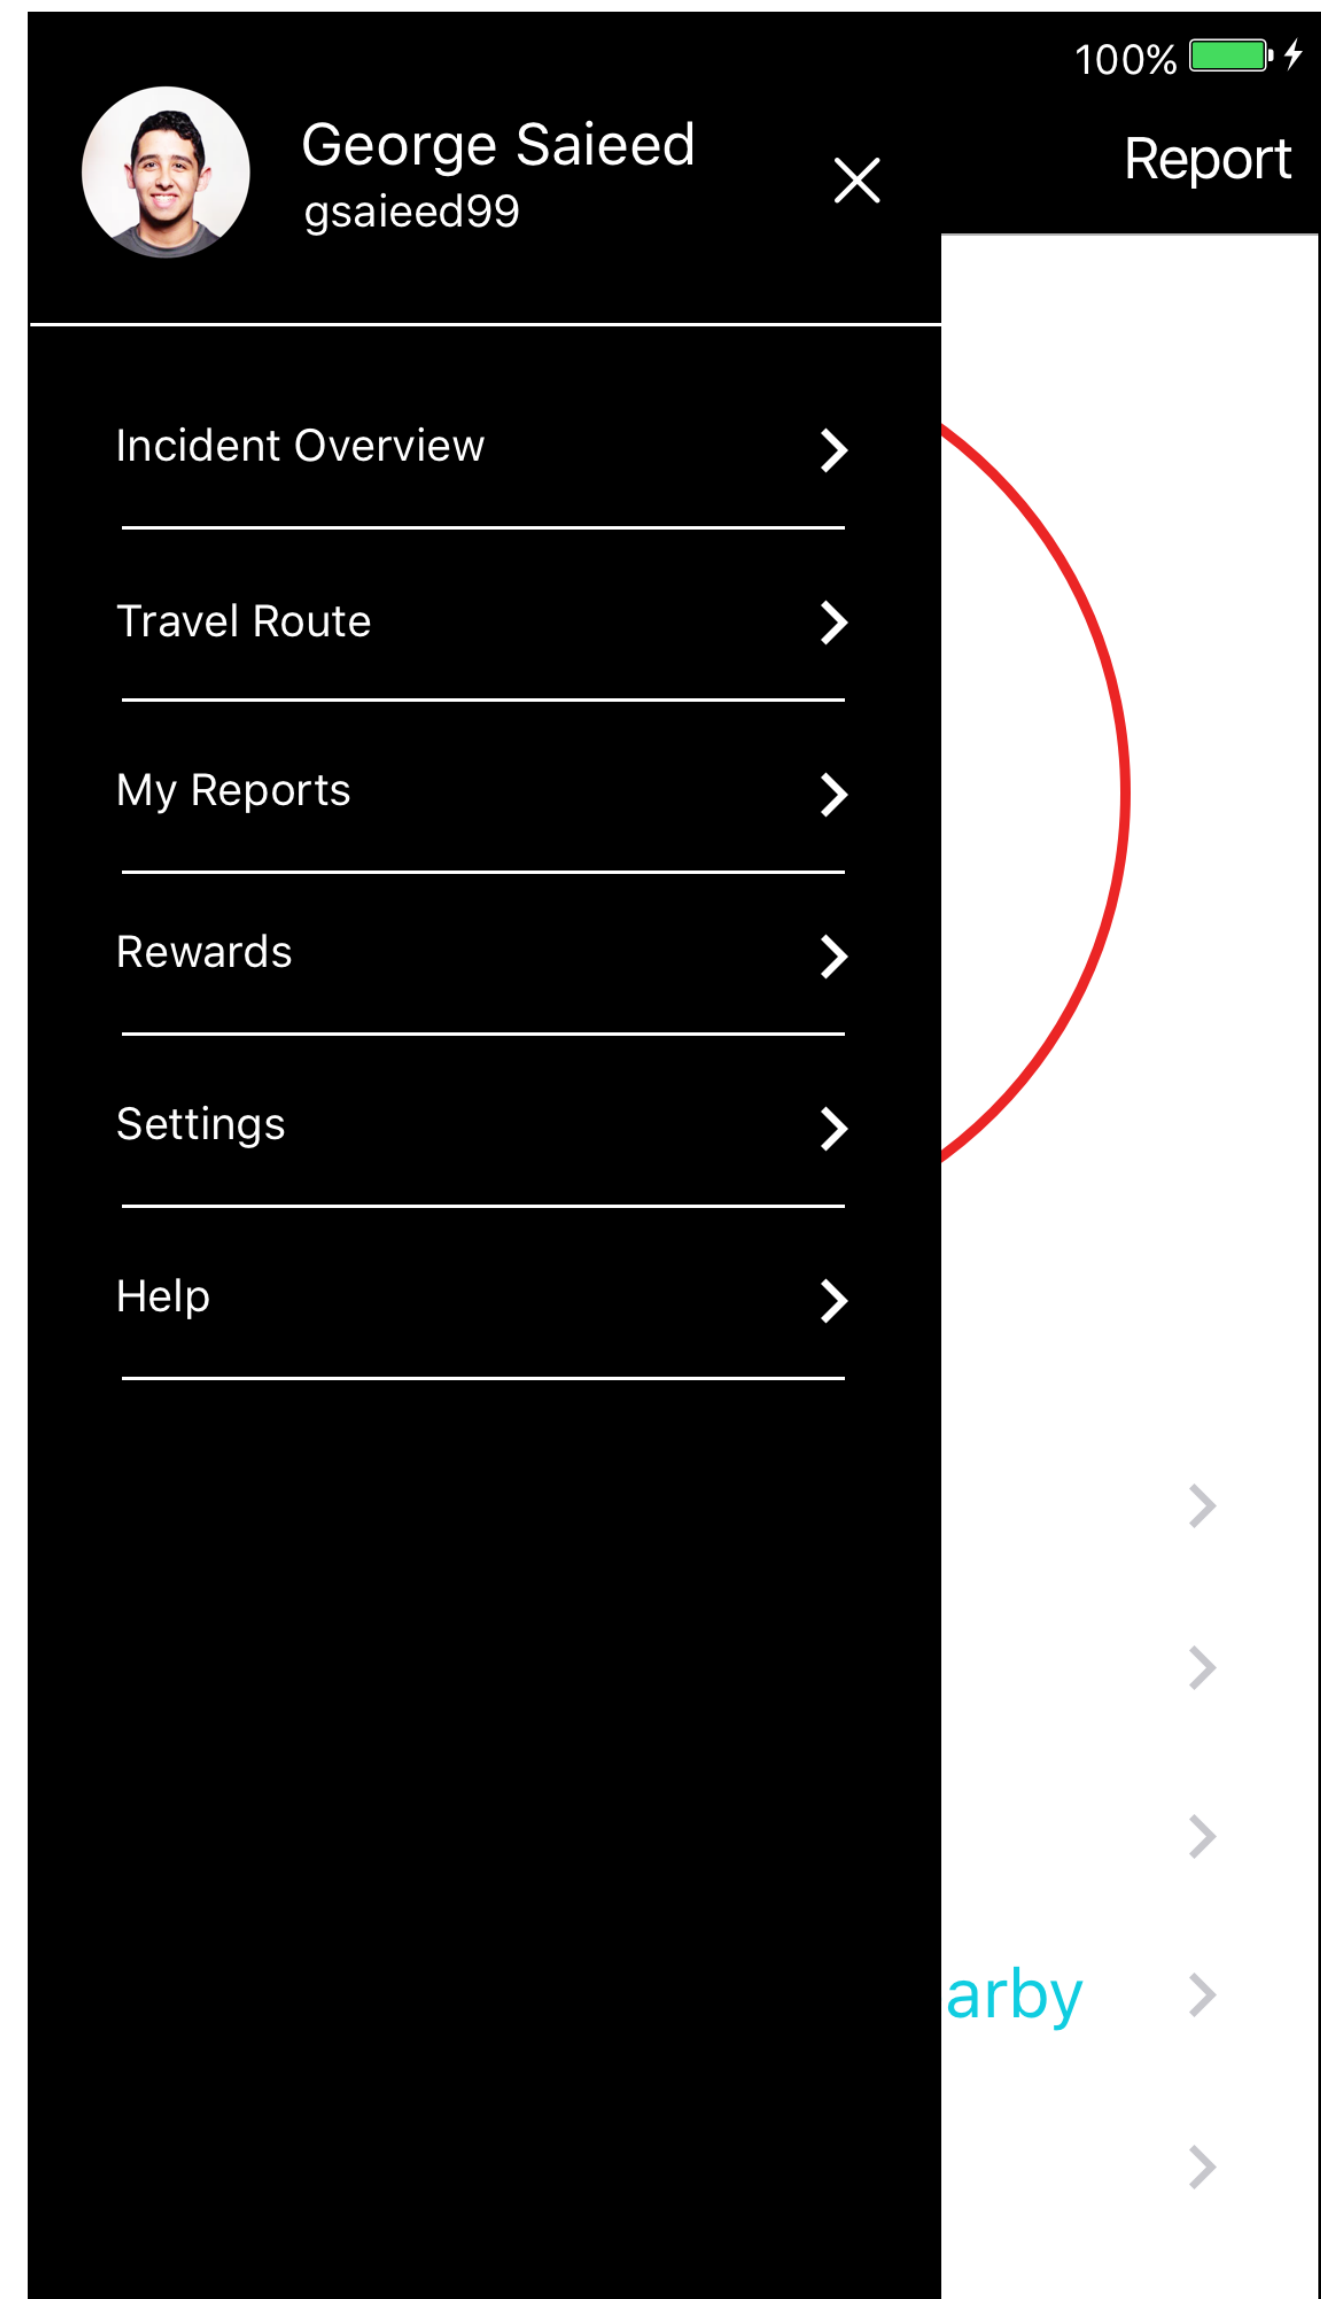 100%
George Saieed
Report
gsaieed99
Incident Overview
Travel Route
My Reports
Rewards
Settings
Help
arby